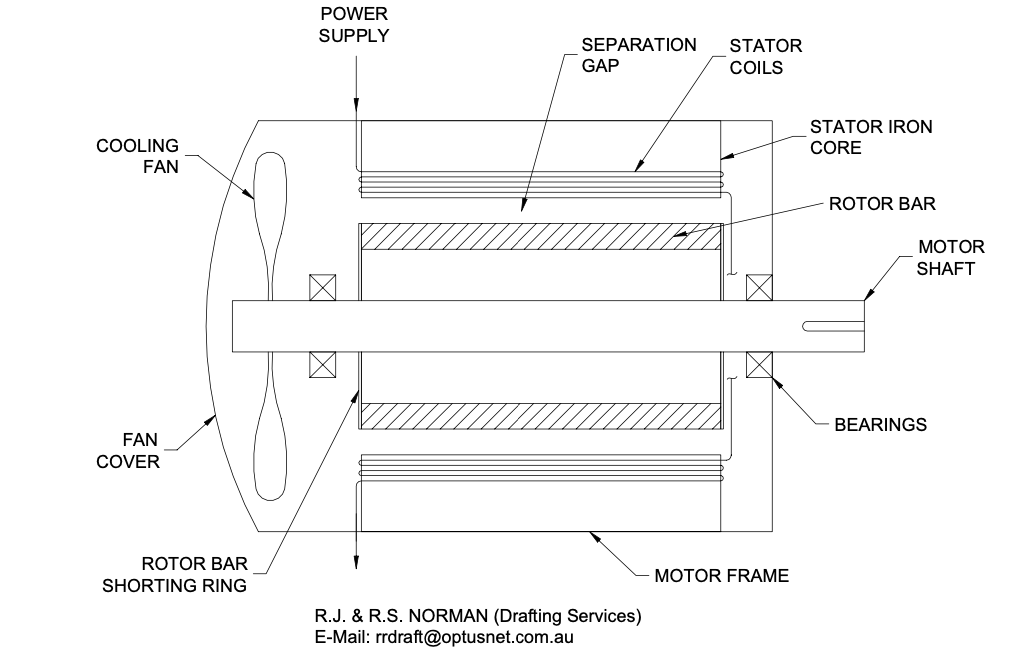 POWER
SUPPLY
SEPARATION
GAP
STATOR
COILS
STATOR IRON
CORE
COOLING
FAN
ROTOR BAR
MOTOR
SHAFT
BEARINGS
FAN
COVER
ROTOR BAR
SHORTING RING
MOTOR FRAME
R.J. & R.S. NORMAN (Drafting Services)
E-Mail: rrdraft@optusnet.com.au